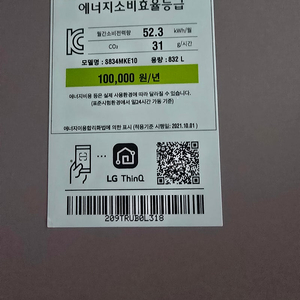 에너지소비효율등급
월간소비전력량 52.3 kWh/월
CO₂ 31 g/시간
모델명 : S834MKE10 용량 : 832 L
100,000 원/년
에너지비용 등은 실제 사용환경에 따라 달라질 수 있습니다.
(표준시험환경에서 일24시간 가동 기준)
에너지이용합리화법에 의한 표시 (적용기준 시행일: 2021.10.01)
LG ThinQ
209TRUB0L318